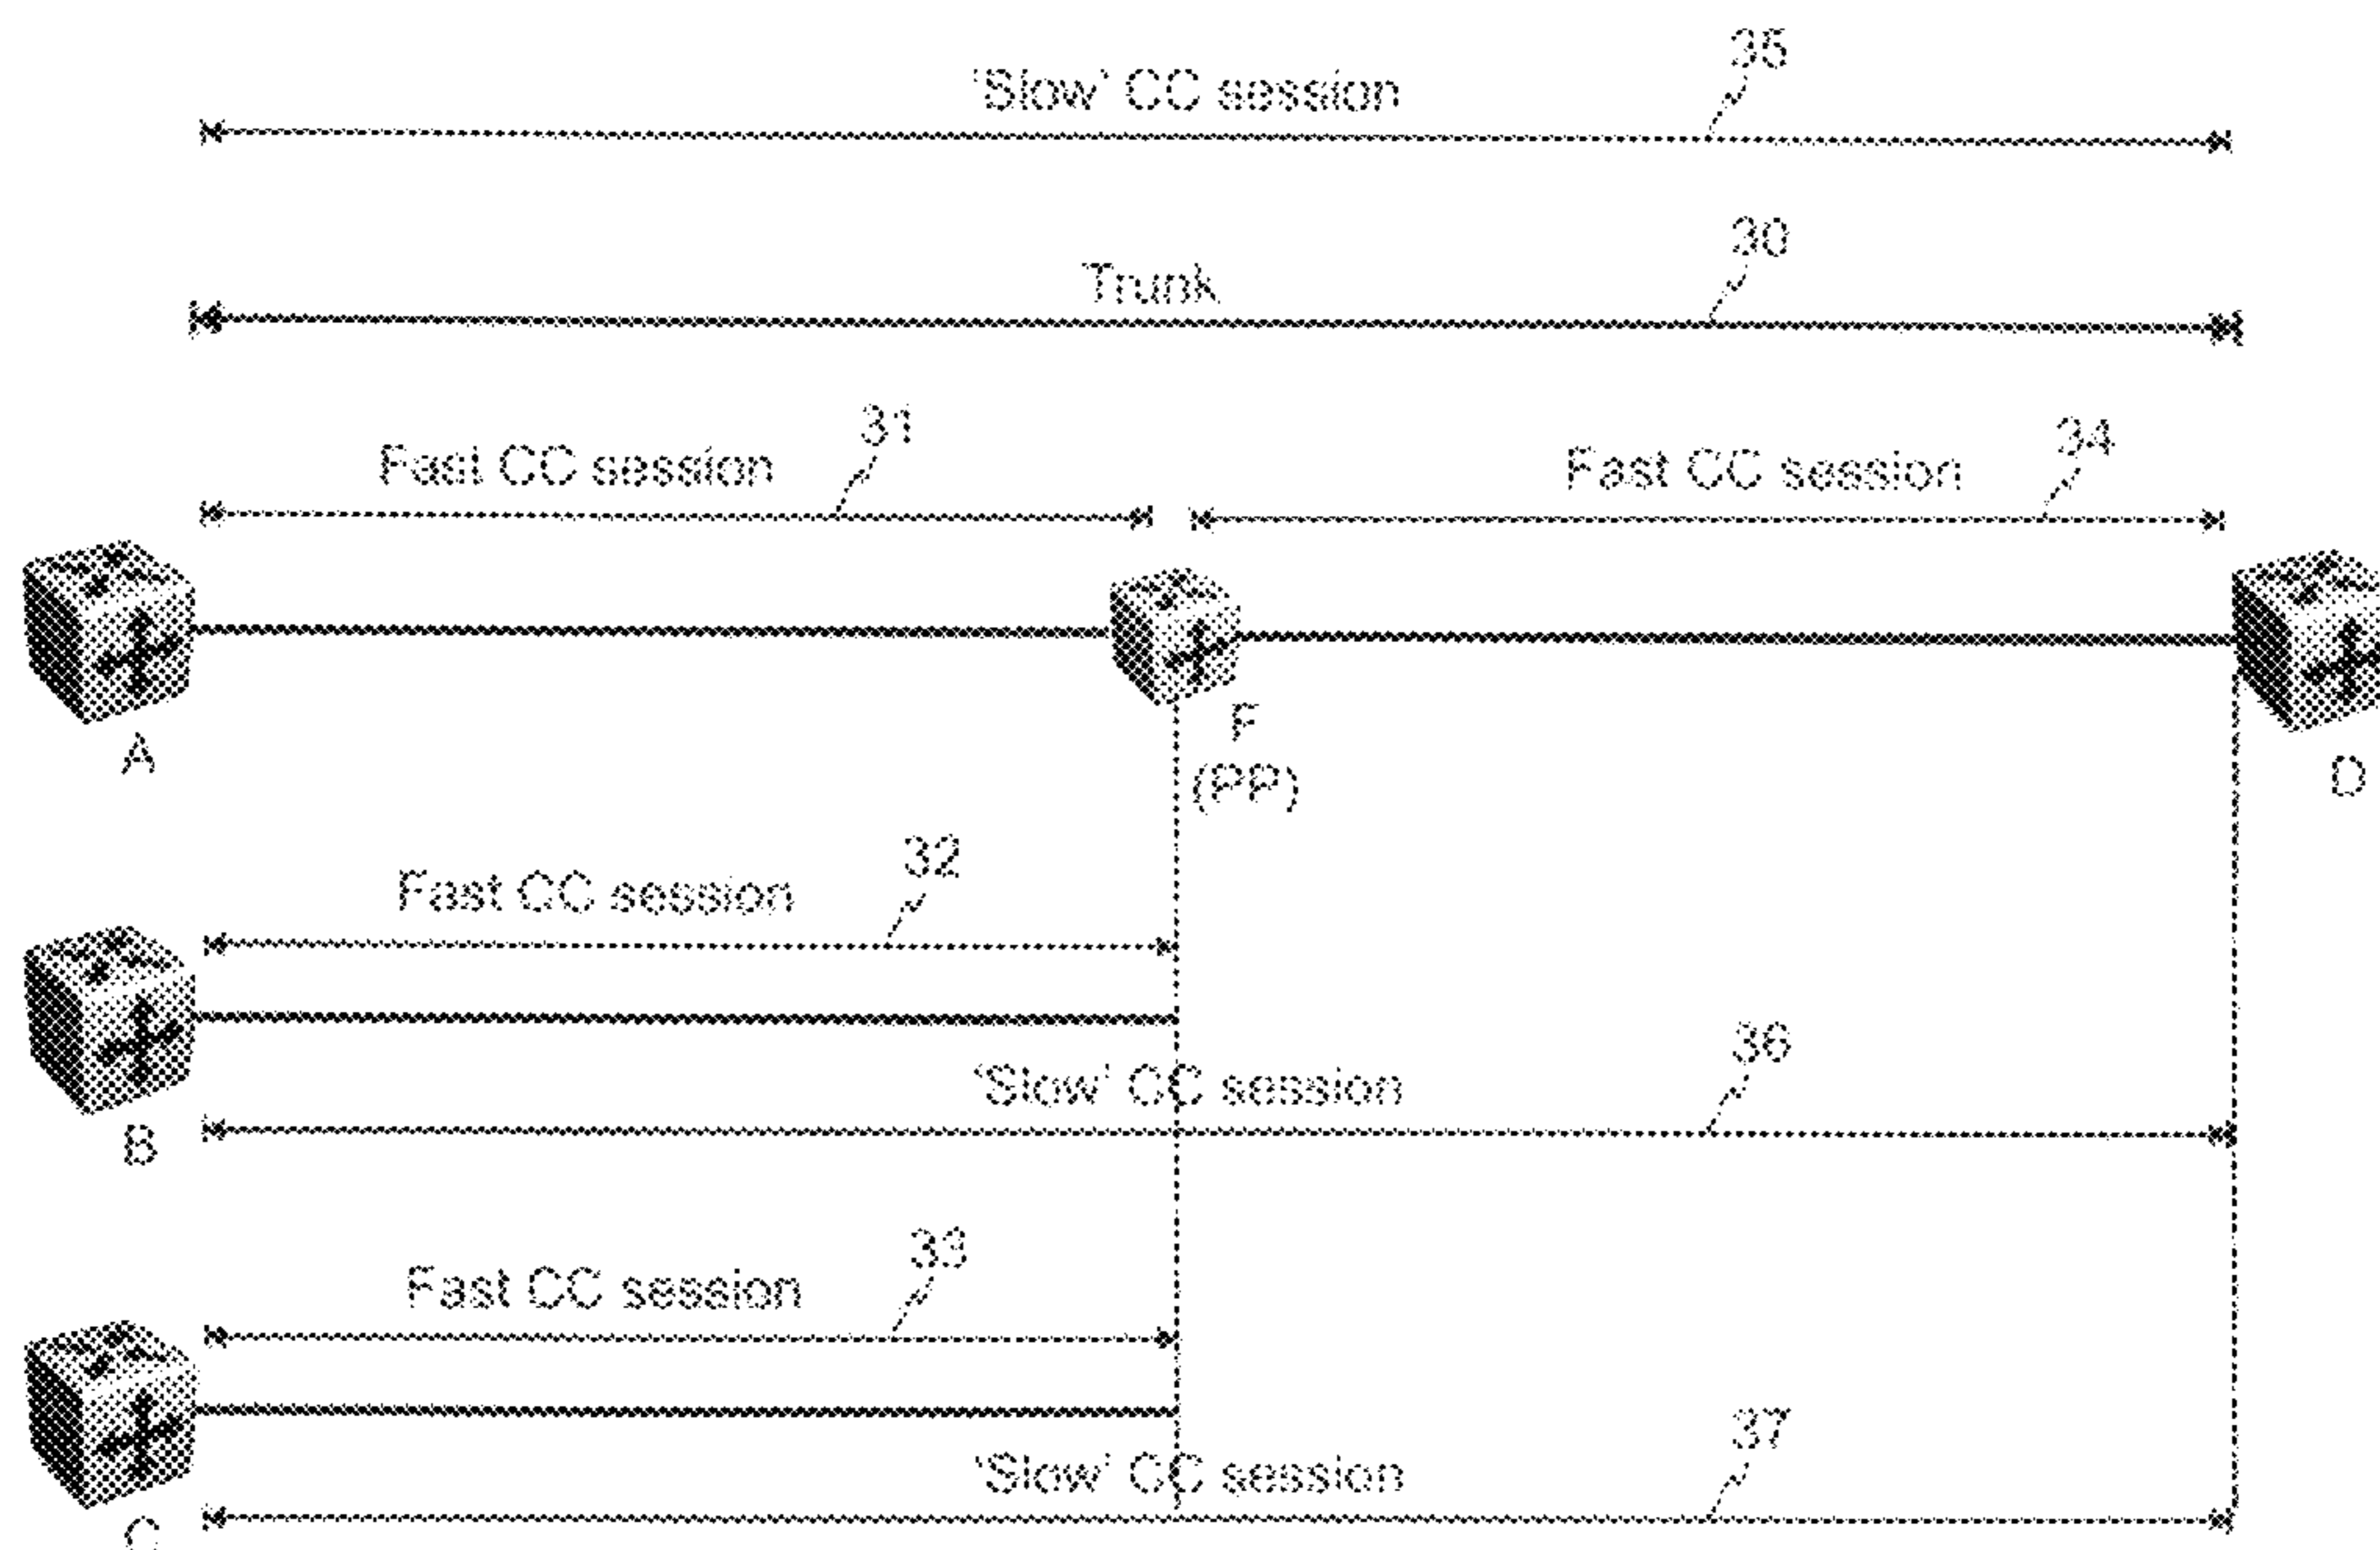 35
'Slow' CC session
30
Trunk
31
34
Fast CC session
Fast CC session
A
F
(PP)
D
32
Fast CC session
B
36
'Slow' CC session
33
Fast CC session
C
37
'Slow' CC session